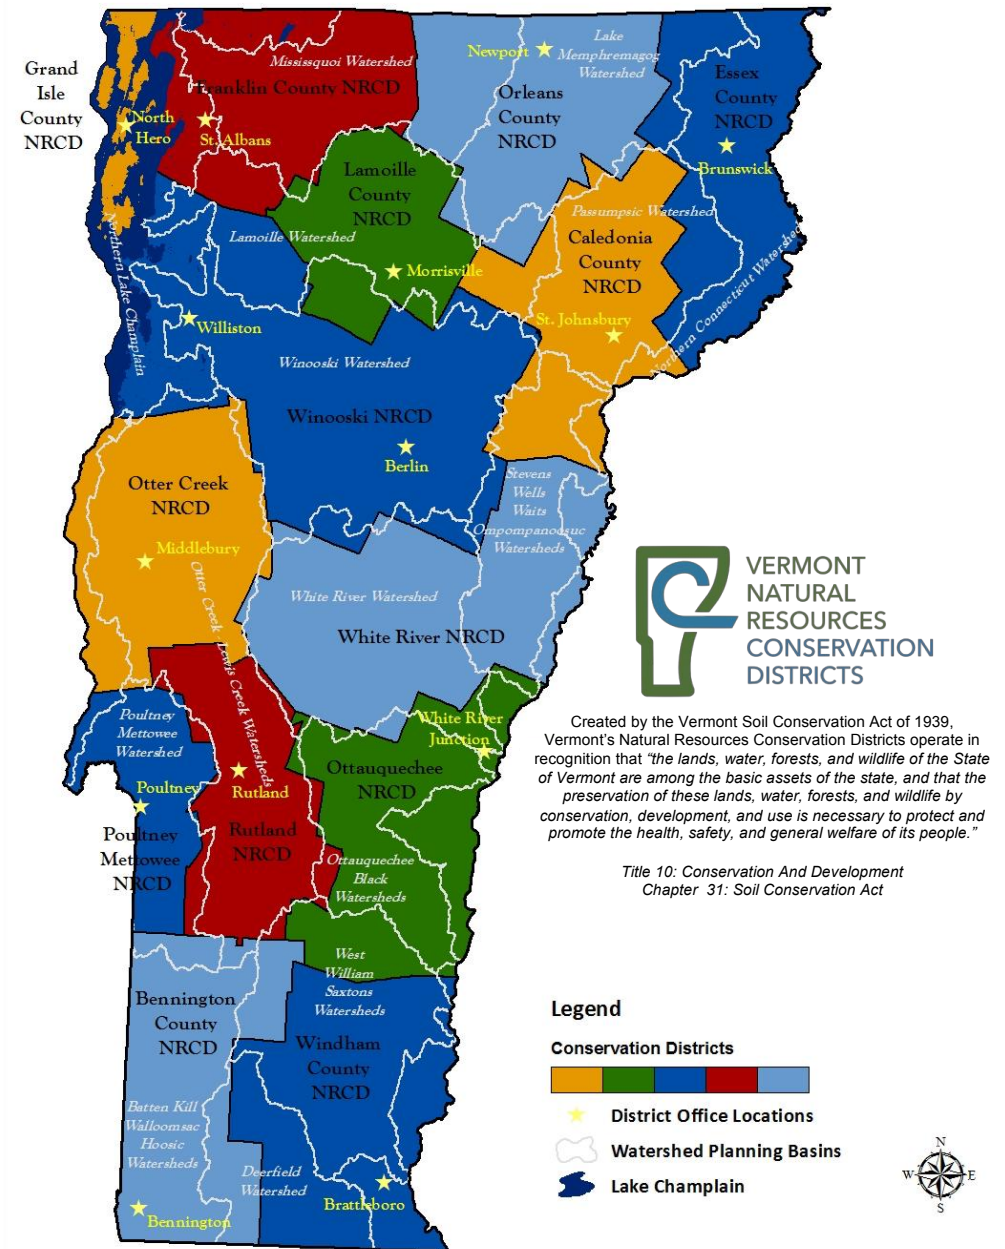 Grand
Isle
County
NRCD
North
Hero
Mississquoi Watershed
Franklin County NRCD
St. Albans
Newport
Lake
Memphremagog
Watershed
Orleans
County
NRCD
Essex
County
NRCD
Brunswick
Lamoille
County
NRCD
Lamoille Watershed
Morrisville
Passumpsic Watershed
Caledonia
County
NRCD
St. Johnsbury
Northern Connecticut Watershed
Northern Lake Champlain
Williston
Winooski Watershed
Winooski NRCD
Berlin
Otter Creek
NRCD
Middlebury
Otter Creek - Lewis Creek Watersheds
Stevens
Wells
Waits
Ompompanoosuc
Watersheds
White River Watershed
White River NRCD
White River
Junction
Poultney
Mettowee
Watershed
Poultney
Poultney
Mettowee
NRCD
Rutland
Rutland
NRCD
Ottauquechee
NRCD
Ottauquechee
Black
Watersheds
West
William
Saxtons
Watersheds
Bennington
County
NRCD
Windham
County
NRCD
Batten Kill
Walloomsac
Hoosic
Watersheds
Deerfield
Watershed
Brattleboro
Bennington
VERMONT
NATURAL
RESOURCES
CONSERVATION
DISTRICTS
Created by the Vermont Soil Conservation Act of 1939,
Vermont's Natural Resources Conservation Districts operate in
recognition that “the lands, water, forests, and wildlife of the State
of Vermont are among the basic assets of the state, and that the
preservation of these lands, water, forests, and wildlife by
conservation, development, and use is necessary to protect and
promote the health, safety, and general welfare of its people.”
Title 10: Conservation And Development
Chapter 31: Soil Conservation Act
Legend
Conservation Districts
District Office Locations
Watershed Planning Basins
Lake Champlain
N
W
E
S